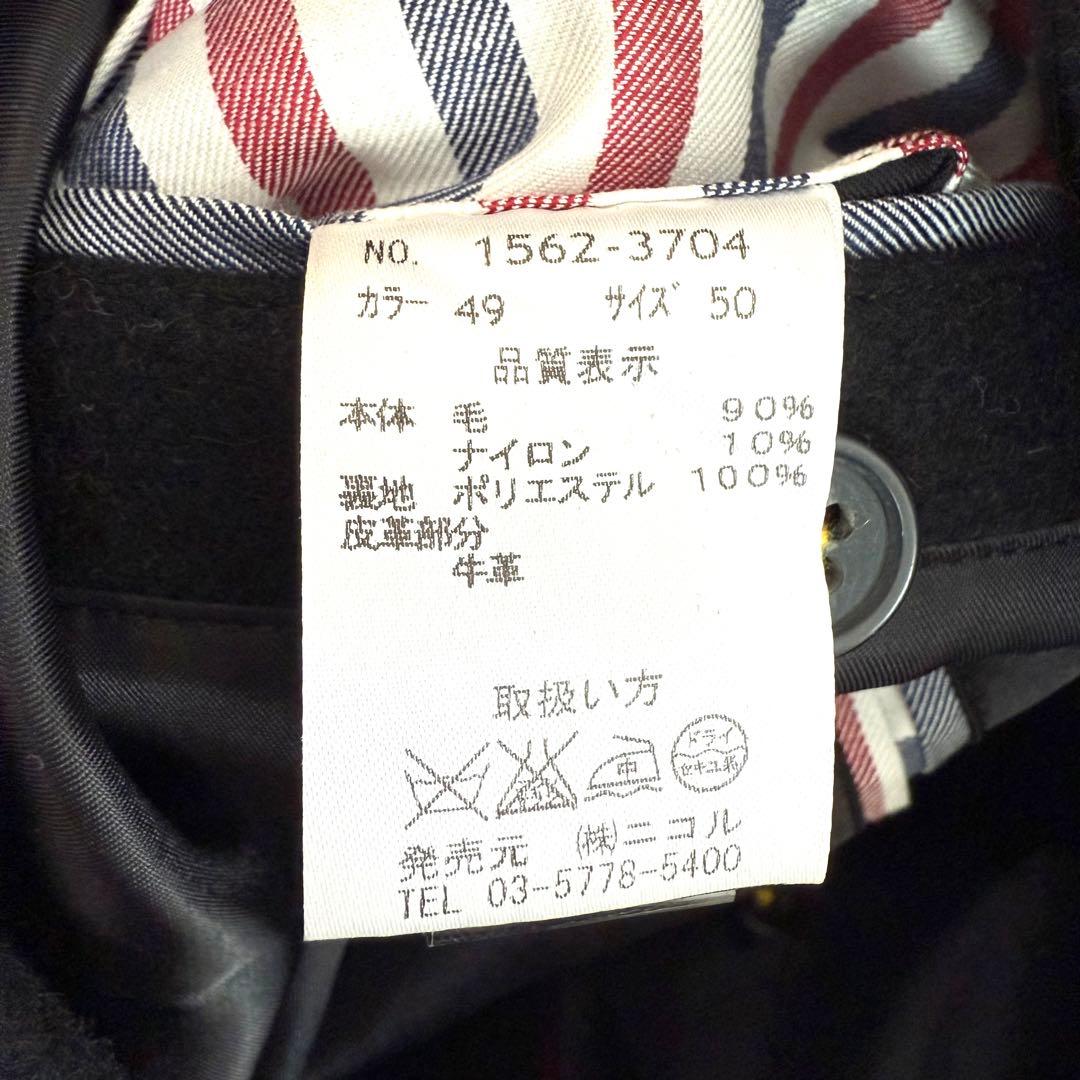 NO. 1562-3704
カラー 49 サイズ 50
品質表示
本体 毛 90%
ナイロン 10%
裏地 ポリエステル 100%
皮革部分
牛革
取扱い方
中 ドライ
セキユ系
発売元 (株)ニコル
TEL 03-5778-5400